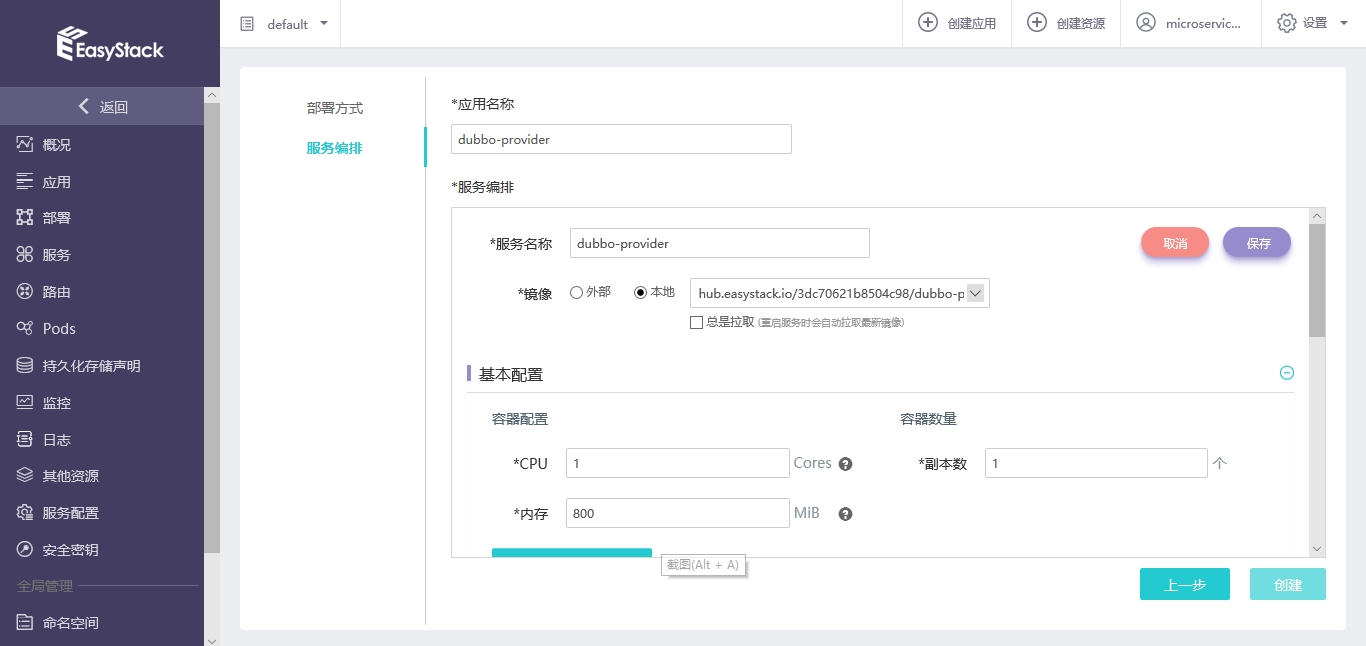 EasyStack
default
创建应用
创建资源
microservic...
设置
返回
概况
应用
部署
服务
路由
Pods
持久化存储声明
监控
日志
其他资源
服务配置
安全密钥
全局管理
命名空间
部署方式
服务编排
*应用名称
dubbo-provider
*服务编排
*服务名称
dubbo-provider
取消
保存
*镜像
外部
本地
hub.easystack.io/3dc70621b8504c98/dubbo-p
总是拉取 (重启服务时会自动拉取最新镜像)
基本配置
容器配置
容器数量
*CPU
1
Cores
*副本数
1
个
*内存
800
MiB
截图(Alt + A)
上一步
创建